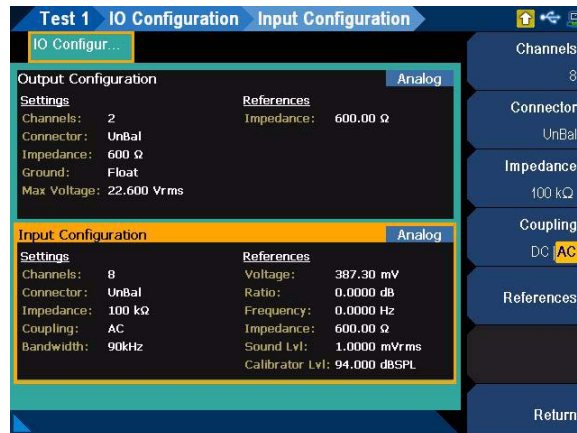 Test 1 IO Configuration Input Configuration
IO Configur...
Output Configuration Analog
Settings References
Channels: 2 Impedance: 600.00 Ω
Connector: UnBal
Impedance: 600 Ω
Ground: Float
Max Voltage: 22.600 Vrms
Input Configuration Analog
Settings References
Channels: 8 Voltage: 387.30 mV
Connector: UnBal Ratio: 0.0000 dB
Impedance: 100 kΩ Frequency: 0.0000 Hz
Coupling: AC Impedance: 600.00 Ω
Bandwidth: 90kHz Sound Lvl: 1.0000 mVrms
Calibrator Lvl: 94.000 dBSPL
Channels
8
Connector
UnBal
Impedance
100 kΩ
Coupling
DC |AC
References
Return